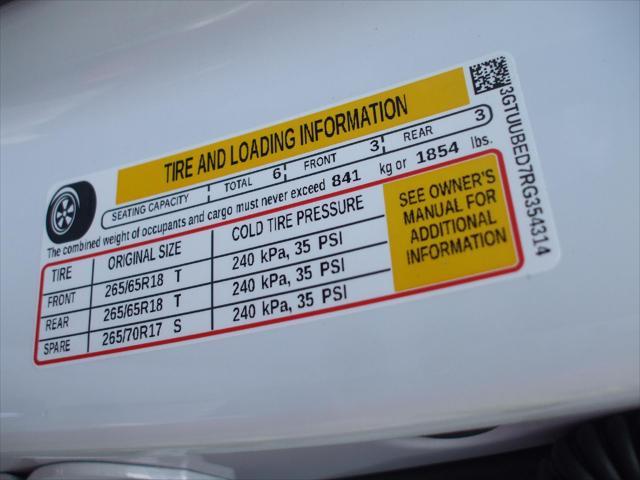 TIRE AND LOADING INFORMATION
SEATING CAPACITY TOTAL 6 FRONT 3 REAR 3
The combined weight of occupants and cargo must never exceed 841 kg or 1854 lbs.
TIRE ORIGINAL SIZE COLD TIRE PRESSURE
FRONT 265/65R18 T 240 kPa, 35 PSI
REAR 265/65R18 T 240 kPa, 35 PSI
SPARE 265/70R17 S 240 kPa, 35 PSI
SEE OWNER'S
MANUAL FOR
ADDITIONAL
INFORMATION
3GTUUBED7RG354314